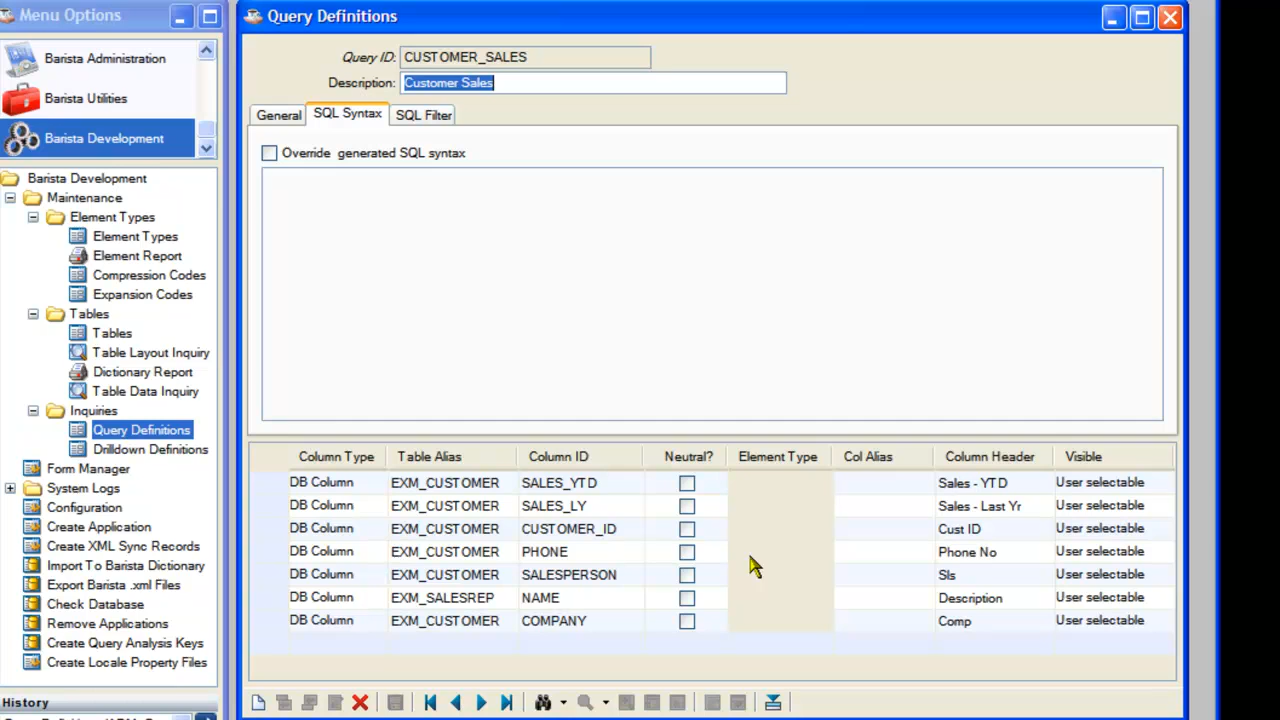 Menu Options
Barista Administration
Barista Utilities
Barista Development
Barista Development
Maintenance
Element Types
Element Types
Element Report
Compression Codes
Expansion Codes
Tables
Tables
Table Layout Inquiry
Dictionary Report
Table Data Inquiry
Inquiries
Query Definitions
Drilldown Definitions
Form Manager
System Logs
Configuration
Create Application
Create XML Sync Records
Import To Barista Dictionary
Export Barista .xml Files
Check Database
Remove Applications
Create Query Analysis Keys
Create Locale Property Files
History
Query Definitions
Query ID: CUSTOMER_SALES
Description: Customer Sales
General SQL Syntax SQL Filter
Override generated SQL syntax
Column Type Table Alias Column ID Neutral? Element Type Col Alias Column Header Visible
DB Column EXM_CUSTOMER SALES_YTD Sales - YTD User selectable
DB Column EXM_CUSTOMER SALES_LY Sales - Last Yr User selectable
DB Column EXM_CUSTOMER CUSTOMER_ID Cust ID User selectable
DB Column EXM_CUSTOMER PHONE Phone No User selectable
DB Column EXM_CUSTOMER SALESPERSON Sls User selectable
DB Column EXM_SALESREP NAME Description User selectable
DB Column EXM_CUSTOMER COMPANY Comp User selectable